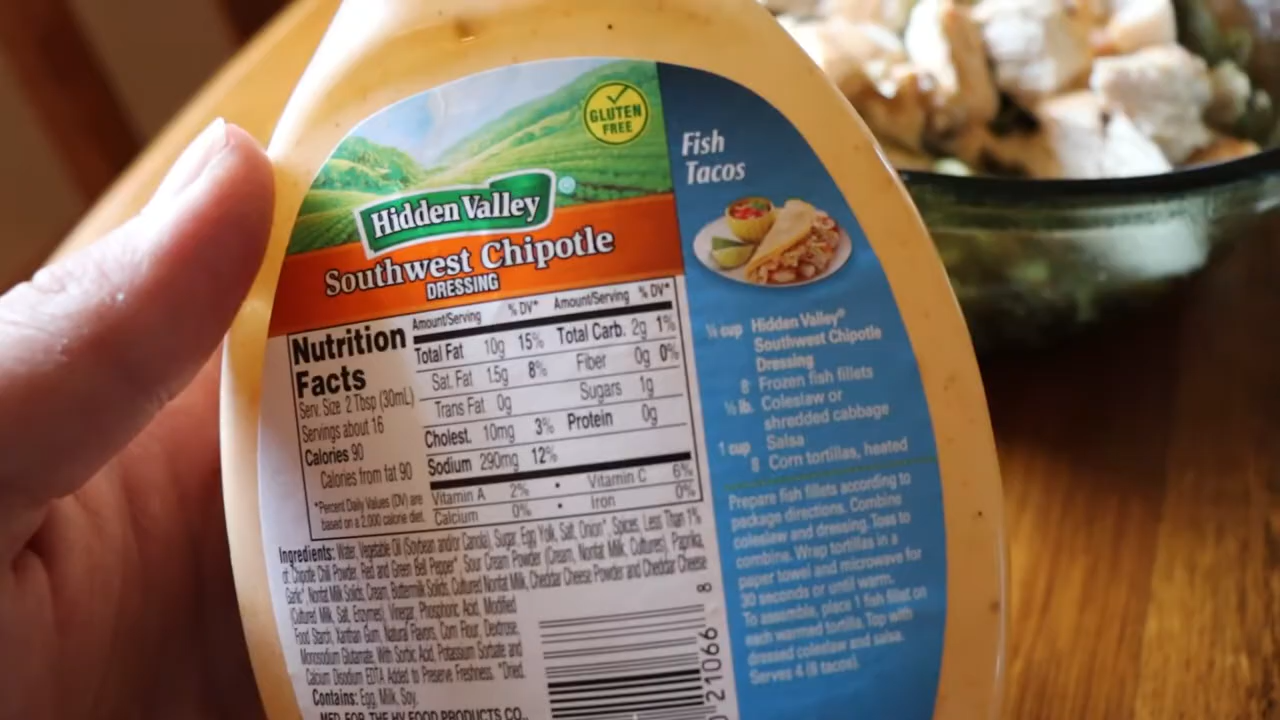 GLUTEN
FREE
Hidden Valley®
Southwest Chipotle
DRESSING
Nutrition
Facts
Serv. Size 2 Tbsp (30mL)
Servings about 16
Calories 90
Calories from fat 90
*Percent Daily Values (DV) are
based on a 2,000 calorie diet.
Amount/Serving % DV* Amount/Serving % DV*
Total Fat 10g 15% Total Carb. 2g 1%
Sat. Fat 1.5g 8% Fiber 0g 0%
Trans Fat 0g Sugars 1g
Cholest. 10mg 3% Protein 0g
Sodium 290mg 12%
Vitamin A 2% • Vitamin C 6%
Calcium 0% • Iron 0%
Ingredients: Water, Vegetable Oil (Soybean and/or Canola), Sugar, Egg Yolk, Salt, Onion*, Spices, Less Than 1%
of: Chipotle Chili Powder, Red and Green Bell Pepper*, Sour Cream Powder (Cream, Nonfat Milk, Cultures), Paprika,
Garlic*, Nonfat Milk Solids, Cream, Buttermilk Solids, Cultured Nonfat Milk, Cheddar Cheese Powder and Cheddar Cheese
(Cultured Milk, Salt, Enzymes), Vinegar, Phosphoric Acid, Modified
Food Starch, Xanthan Gum, Natural Flavors, Corn Flour, Dextrose,
Monosodium Glutamate, With Sorbic Acid, Potassium Sorbate and
Calcium Disodium EDTA Added to Preserve Freshness. *Dried.
Contains: Egg, Milk, Soy.
MFD. FOR THE HV FOOD PRODUCTS CO.,
21066 8
Fish
Tacos
cup Hidden Valley®
Southwest Chipotle
Dressing
8 Frozen fish fillets
lb. Coleslaw or
shredded cabbage
1 cup Salsa
8 Corn tortillas, heated
Prepare fish fillets according to
package directions. Combine
coleslaw and dressing. Toss to
combine. Wrap tortillas in a
paper towel and microwave for
30 seconds or until warm.
To assemble, place 1 fish fillet on
each warmed tortilla. Top with
dressed coleslaw and salsa.
Serves 4 (8 tacos).